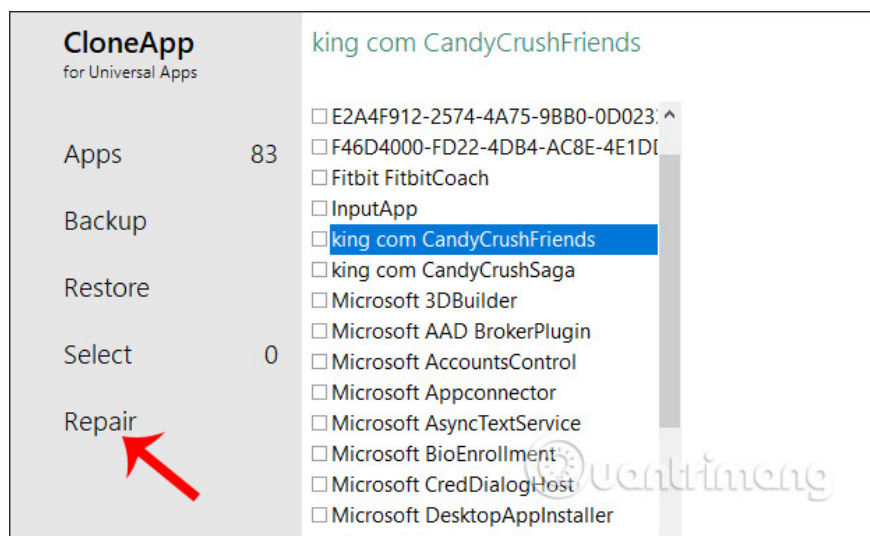 CloneApp
for Universal Apps
Apps 83
Backup
Restore
Select 0
Repair
king com CandyCrushFriends
E2A4F912-2574-4A75-9BB0-0D023
F46D4000-FD22-4DB4-AC8E-4E1D
Fitbit FitbitCoach
InputApp
king com CandyCrushFriends
king com CandyCrushSaga
Microsoft 3DBuilder
Microsoft AAD BrokerPlugin
Microsoft AccountsControl
Microsoft Appconnector
Microsoft AsyncTextService
Microsoft BioEnrollment
Microsoft CredDialogHost
Microsoft DesktopAppInstaller
Quantrimang